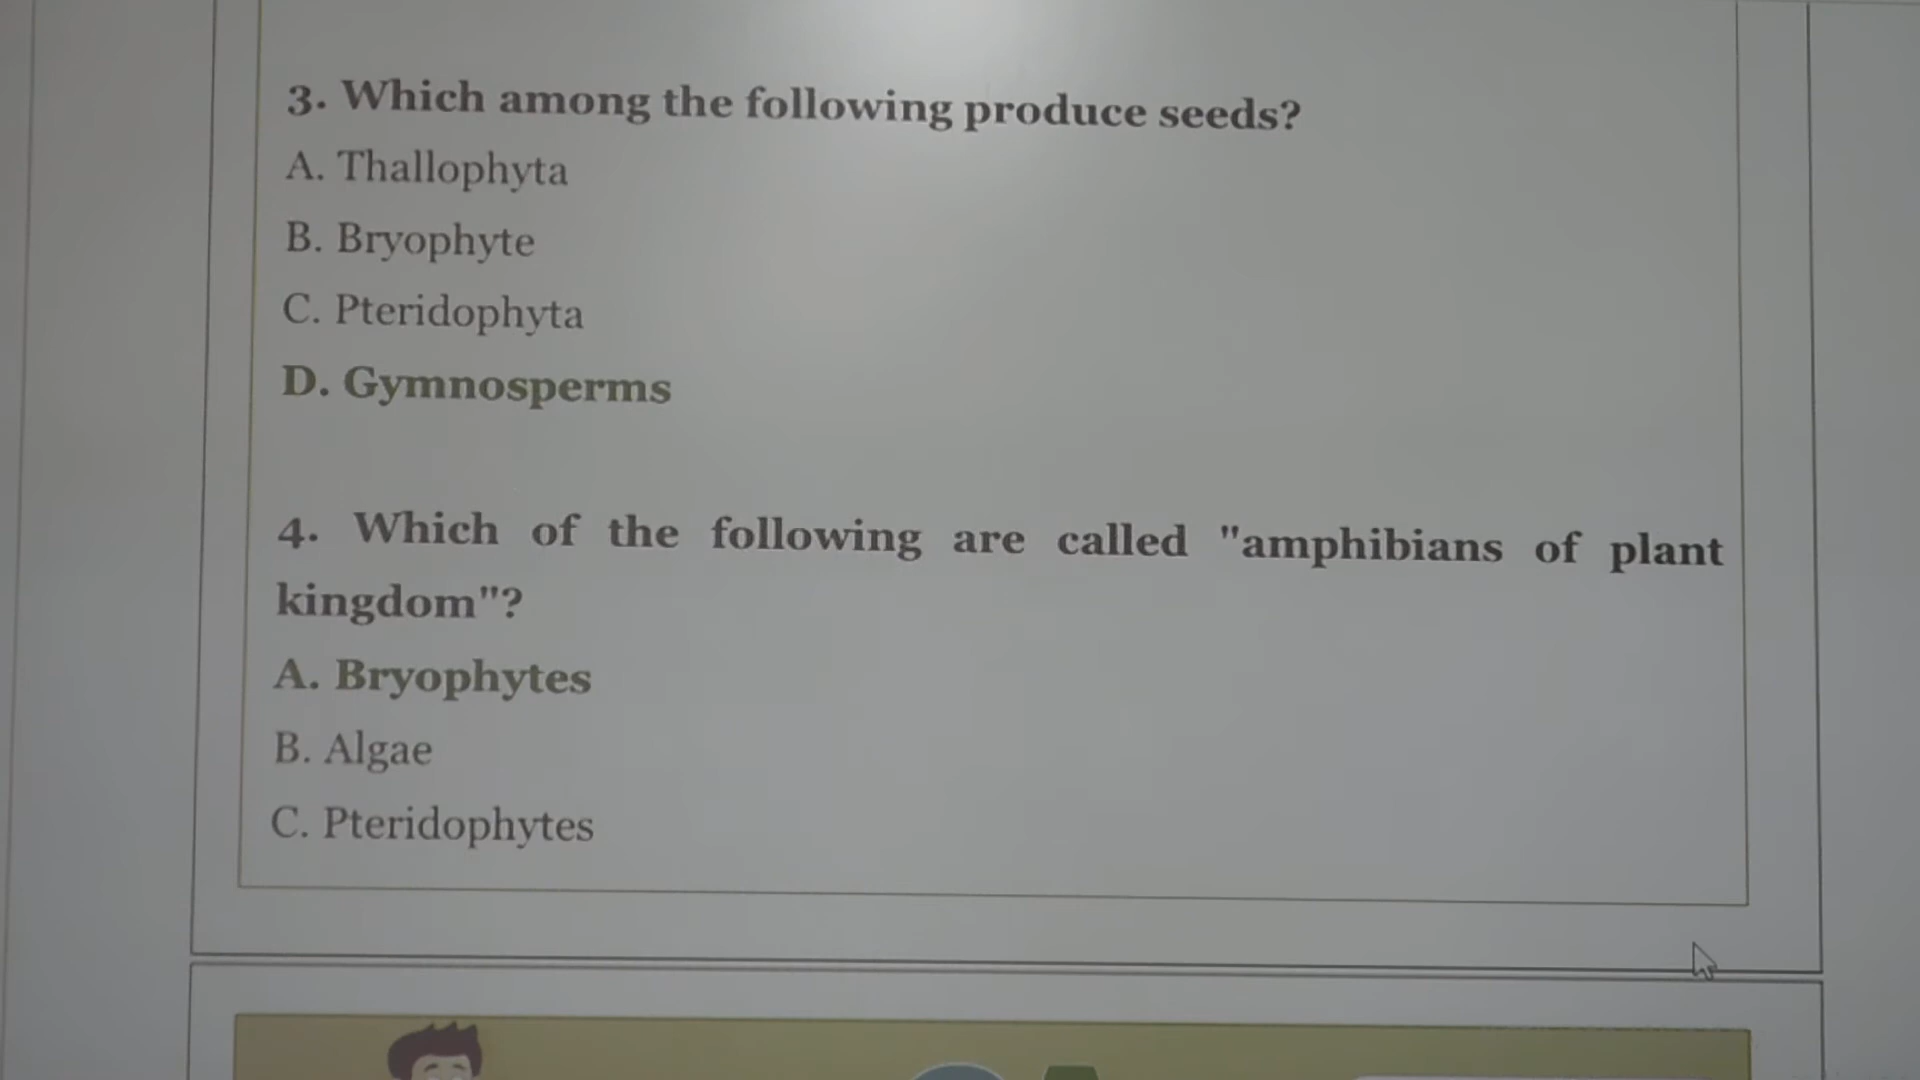 3. Which among the following produce seeds?
A. Thallophyta
B. Bryophyte
C. Pteridophyta
D. Gymnosperms
4. Which of the following are called "amphibians of plant
kingdom"?
A. Bryophytes
B. Algae
C. Pteridophytes